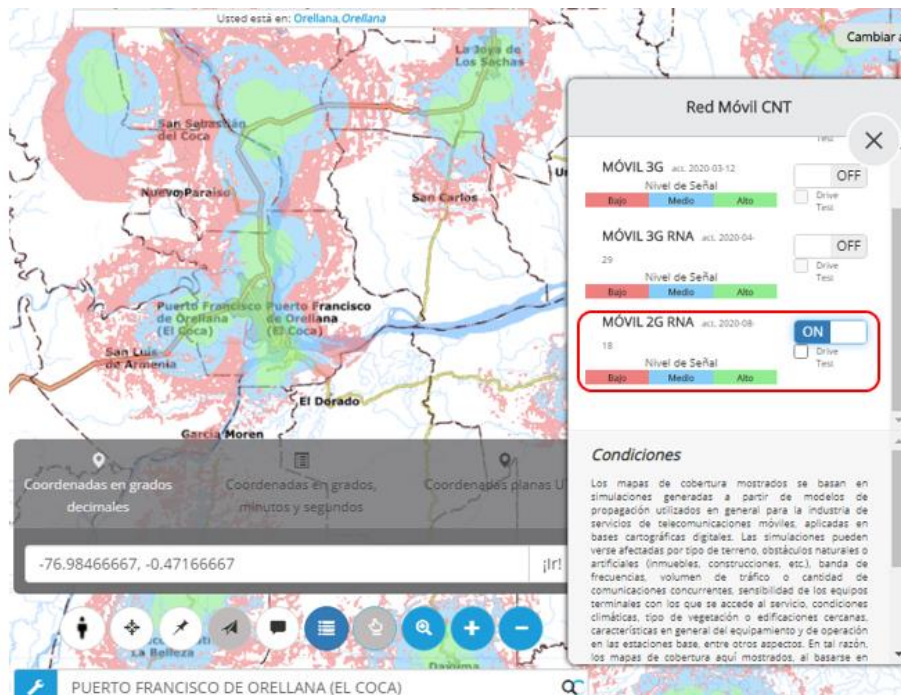 Usted está en: Orellana, Orellana
Cambiar a
La Joya de
Los Sachas
San Sebastián
del Coca
Nuevo Paraiso
San Carlos
Puerto Francisco
de Orellana
(El Coca)
Puerto Francisco
de Orellana
(El Coca)
San Luis
de Armenia
El Dorado
García Moren
La Belleza
Dayuma
Red Móvil CNT
Test
MÓVIL 3G act. 2020-03-12
OFF
Nivel de Señal
Drive
Test
Bajo Medio Alto
MÓVIL 3G RNA act. 2020-04-
29
OFF
Nivel de Señal
Drive
Test
Bajo Medio Alto
MÓVIL 2G RNA act. 2020-08-
18
ON
Nivel de Señal
Drive
Test
Bajo Medio Alto
Condiciones
Los mapas de cobertura mostrados se basan en
simulaciones generadas a partir de modelos de
propagación utilizados en general para la industria de
servicios de telecomunicaciones móviles, aplicadas en
bases cartográficas digitales. Las simulaciones pueden
verse afectadas por tipo de terreno, obstáculos naturales o
artificiales (inmuebles, construcciones, etc.), banda de
frecuencias, volumen de tráfico o cantidad de
comunicaciones concurrentes, sensibilidad de los equipos
terminales con los que se accede al servicio, condiciones
climáticas, tipo de vegetación o edificaciones cercanas,
características en general del equipamiento y de operación
en las estaciones base, entre otros aspectos. En tal razón,
los mapas de cobertura aquí mostrados, al basarse en
Coordenadas en grados
decimales
Coordenadas en grados,
minutos y segundos
Coordenadas planas U
-76.98466667, -0.47166667
¡Ir!
PUERTO FRANCISCO DE ORELLANA (EL COCA)